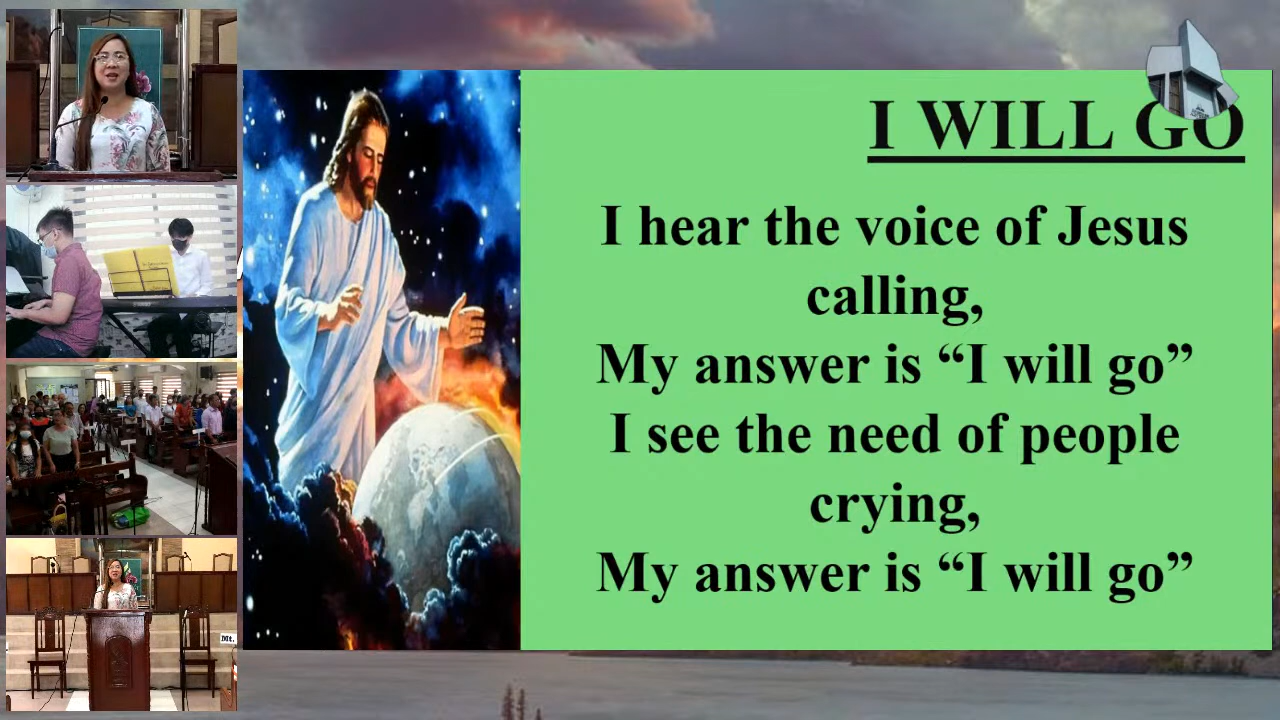 I WILL GO
I hear the voice of Jesus
calling,
My answer is “I will go”
I see the need of people
crying,
My answer is “I will go”
Mt.